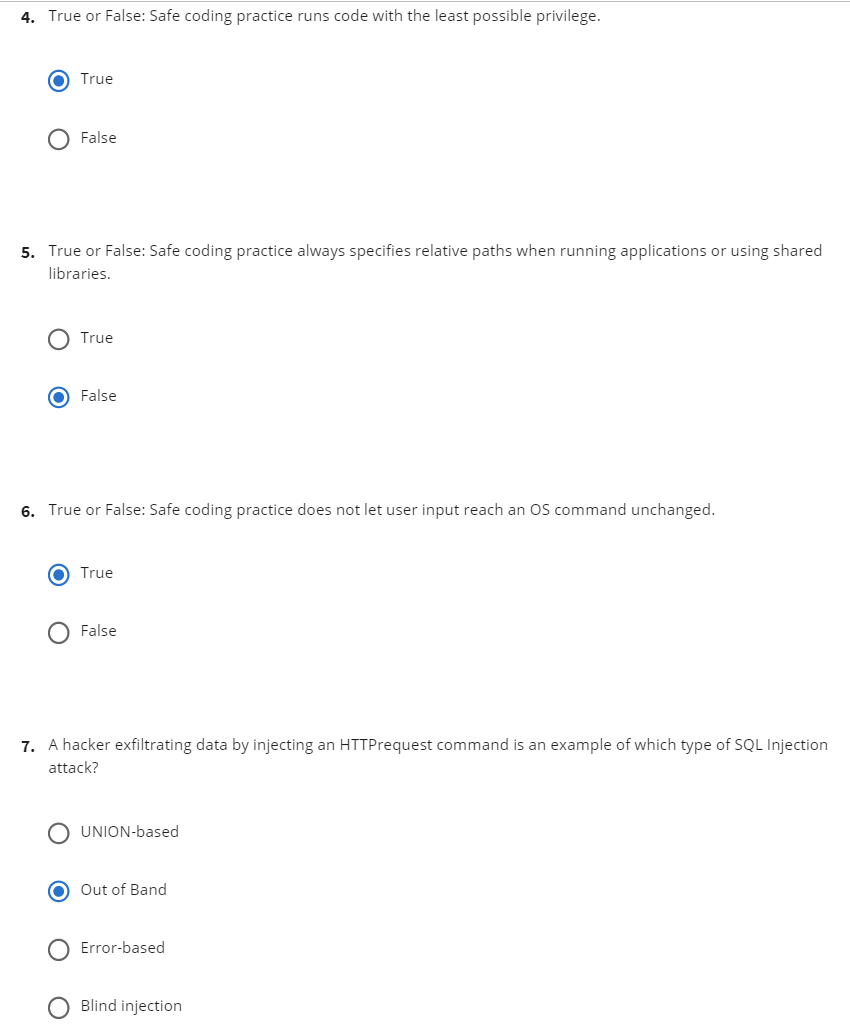 4. True or False: Safe coding practice runs code with the least possible privilege.
True
False
5. True or False: Safe coding practice always specifies relative paths when running applications or using shared
libraries.
True
False
6. True or False: Safe coding practice does not let user input reach an OS command unchanged.
True
False
7. A hacker exfiltrating data by injecting an HTTPrequest command is an example of which type of SQL Injection
attack?
UNION-based
Out of Band
Error-based
Blind injection